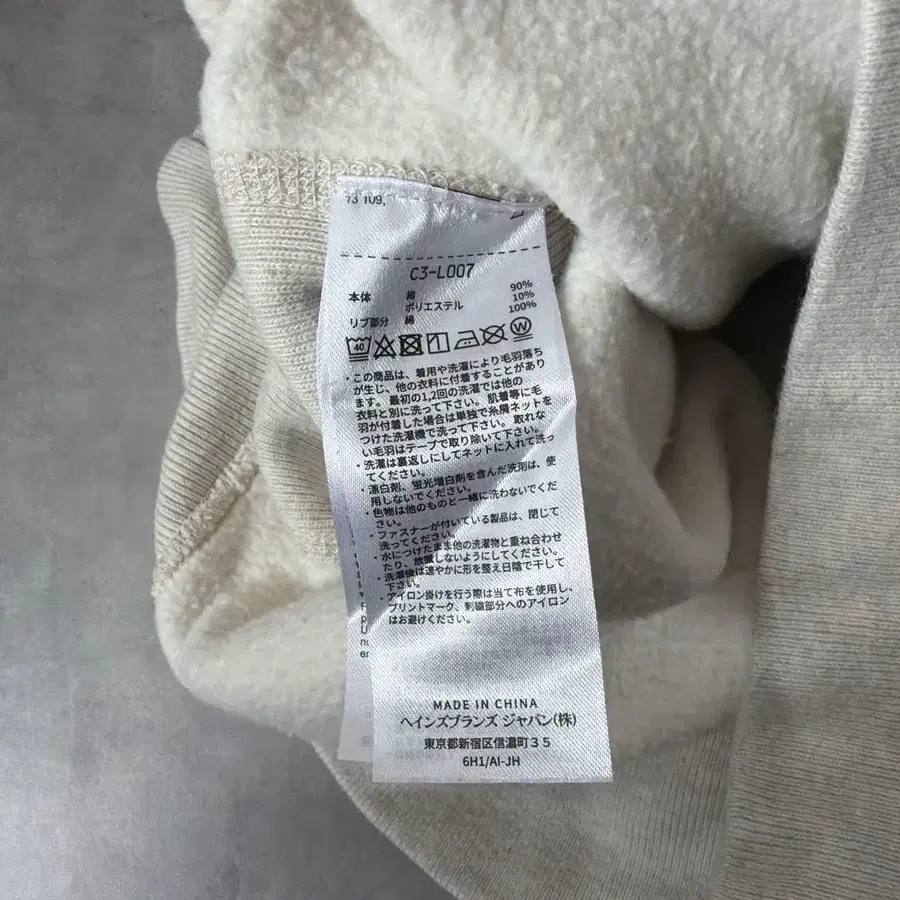 C3-L007
本体 綿 90%
ポリエステル 10%
リブ部分 綿 100%
40 W
・この商品は、着用や洗濯により毛羽落ち
が生じ、他の衣料に付着することがあり
ます。最初の1,2回の洗濯では他の
衣料と別に洗って下さい。肌着等に毛
羽が付着した場合は単独で糸屑ネットを
つけた洗濯機で洗って下さい。取れな
い毛羽はテープで取り除いて下さい。
・洗濯は裏返しにしてネットに入れて洗っ
てください。
・漂白剤、蛍光増白剤を含んだ洗剤は、使
用しないでください。
・色物は他のものと一緒に洗わないでくだ
さい。
・ファスナーが付いている製品は、閉じて
洗ってください。
・水につけたまま他の洗濯物と重ね合わせ
たり、放置しないようにしてください。
・洗濯後は速やかに形を整え日陰で干して
下さい。
・アイロン掛けを行う際は当て布を使用し、
プリントマーク、刺繍部分へのアイロン
はお避けください。
MADE IN CHINA
ヘインズブランズ ジャパン(株)
東京都新宿区信濃町35
6H1/AI-JH